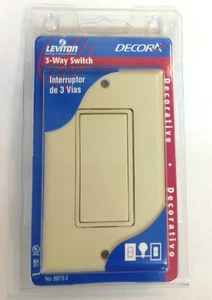 LEVITON
DECORA
3-Way Switch
Interruptor
de 3 Vías
Decorative • Decorativo